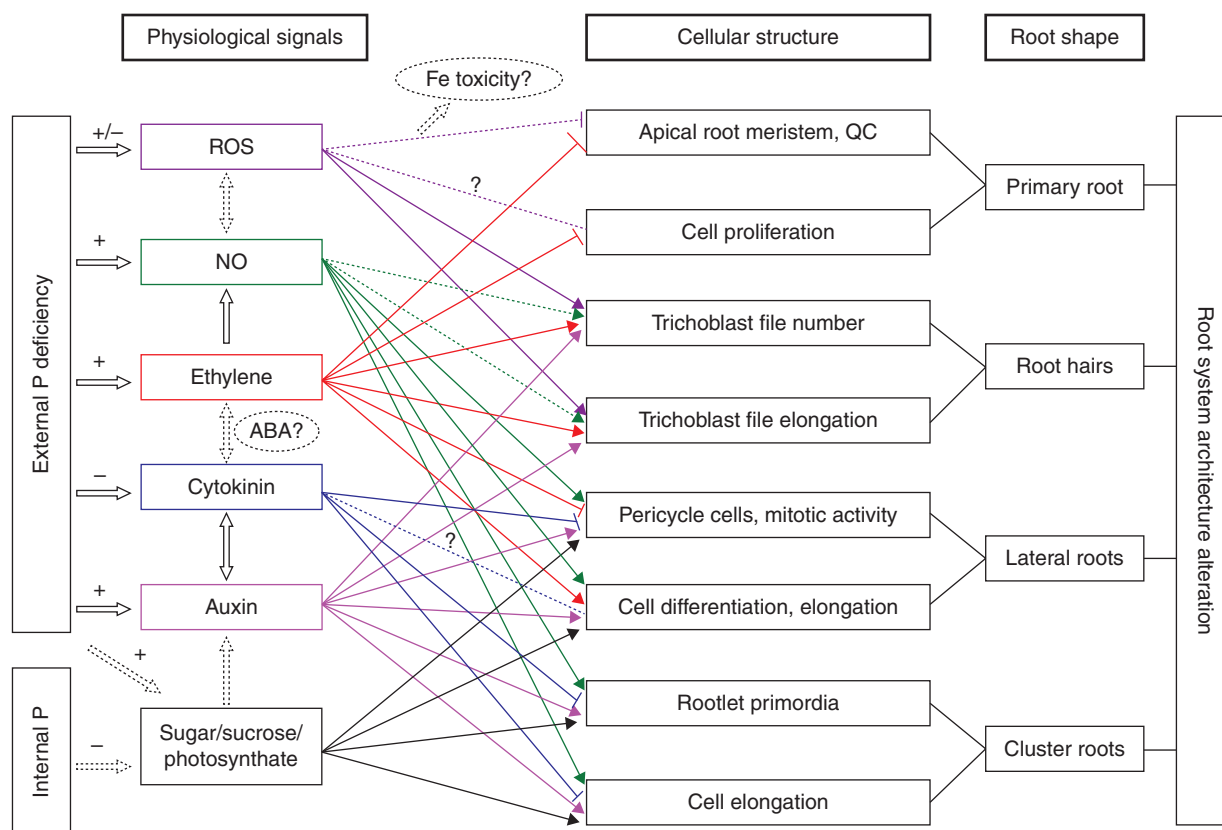 Physiological signals
Cellular structure
Root shape
Fe toxicity?
External P deficiency
+/–
ROS
Apical root meristem, QC
Primary root
?
Cell proliferation
+
NO
Trichoblast file number
Root hairs
+
Ethylene
Trichoblast file elongation
ABA?
–
Cytokinin
Pericycle cells, mitotic activity
?
Lateral roots
+
Auxin
Cell differentiation, elongation
+
Internal P
–
Sugar/sucrose/
photosynthate
Rootlet primordia
Cluster roots
Cell elongation
Root system architecture alteration